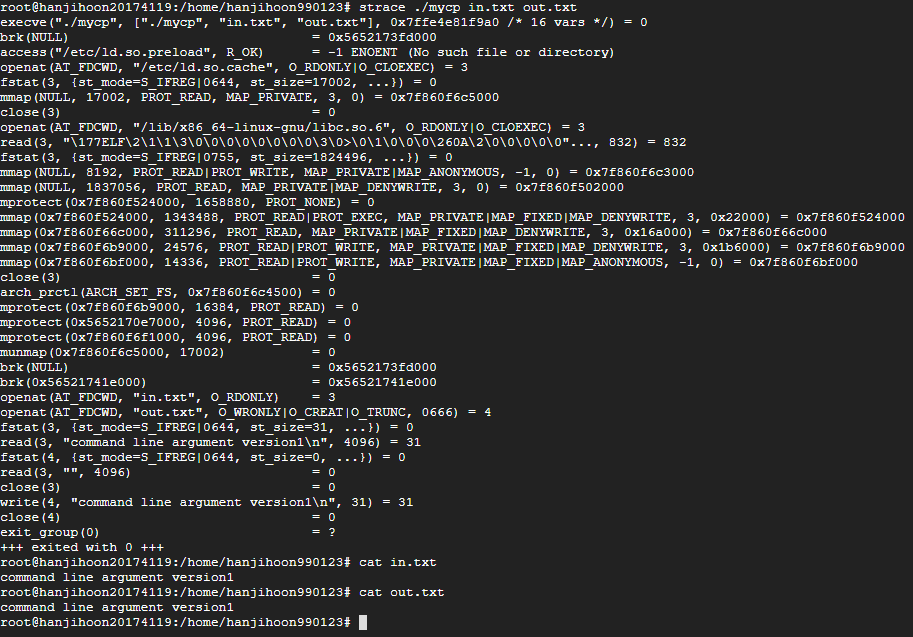 root@hanjihoon20174119:/home/hanjihoon990123# strace ./mycp in.txt out.txt
execve("./mycp", ["./mycp", "in.txt", "out.txt"], 0x7ffe4e81f9a0 /* 16 vars */) = 0
brk(NULL)                               = 0x5652173fd000
access("/etc/ld.so.preload", R_OK)      = -1 ENOENT (No such file or directory)
openat(AT_FDCWD, "/etc/ld.so.cache", O_RDONLY|O_CLOEXEC) = 3
fstat(3, {st_mode=S_IFREG|0644, st_size=17002, ...}) = 0
mmap(NULL, 17002, PROT_READ, MAP_PRIVATE, 3, 0) = 0x7f860f6c5000
close(3)                                = 0
openat(AT_FDCWD, "/lib/x86_64-linux-gnu/libc.so.6", O_RDONLY|O_CLOEXEC) = 3
read(3, "\177ELF\2\1\1\3\0\0\0\0\0\0\0\0\3\0>\0\1\0\0\0\260A\2\0\0\0\0\0"..., 832) = 832
fstat(3, {st_mode=S_IFREG|0755, st_size=1824496, ...}) = 0
mmap(NULL, 8192, PROT_READ|PROT_WRITE, MAP_PRIVATE|MAP_ANONYMOUS, -1, 0) = 0x7f860f6c3000
mmap(NULL, 1837056, PROT_READ, MAP_PRIVATE|MAP_DENYWRITE, 3, 0) = 0x7f860f502000
mprotect(0x7f860f524000, 1658880, PROT_NONE) = 0
mmap(0x7f860f524000, 1343488, PROT_READ|PROT_EXEC, MAP_PRIVATE|MAP_FIXED|MAP_DENYWRITE, 3, 0x22000) = 0x7f860f524000
mmap(0x7f860f66c000, 311296, PROT_READ, MAP_PRIVATE|MAP_FIXED|MAP_DENYWRITE, 3, 0x16a000) = 0x7f860f66c000
mmap(0x7f860f6b9000, 24576, PROT_READ|PROT_WRITE, MAP_PRIVATE|MAP_FIXED|MAP_DENYWRITE, 3, 0x1b6000) = 0x7f860f6b9000
mmap(0x7f860f6bf000, 14336, PROT_READ|PROT_WRITE, MAP_PRIVATE|MAP_FIXED|MAP_ANONYMOUS, -1, 0) = 0x7f860f6bf000
close(3)                                = 0
arch_prctl(ARCH_SET_FS, 0x7f860f6c4500) = 0
mprotect(0x7f860f6b9000, 16384, PROT_READ) = 0
mprotect(0x5652170e7000, 4096, PROT_READ) = 0
mprotect(0x7f860f6f1000, 4096, PROT_READ) = 0
munmap(0x7f860f6c5000, 17002)           = 0
brk(NULL)                               = 0x5652173fd000
brk(0x56521741e000)                     = 0x56521741e000
openat(AT_FDCWD, "in.txt", O_RDONLY)    = 3
openat(AT_FDCWD, "out.txt", O_WRONLY|O_CREAT|O_TRUNC, 0666) = 4
fstat(3, {st_mode=S_IFREG|0644, st_size=31, ...}) = 0
read(3, "command line argument version1\n", 4096) = 31
fstat(4, {st_mode=S_IFREG|0644, st_size=0, ...}) = 0
read(3, "", 4096)                       = 0
close(3)                                = 0
write(4, "command line argument version1\n", 31) = 31
close(4)                                = 0
exit_group(0)                           = ?
+++ exited with 0 +++
root@hanjihoon20174119:/home/hanjihoon990123# cat in.txt
command line argument version1
root@hanjihoon20174119:/home/hanjihoon990123# cat out.txt
command line argument version1
root@hanjihoon20174119:/home/hanjihoon990123#